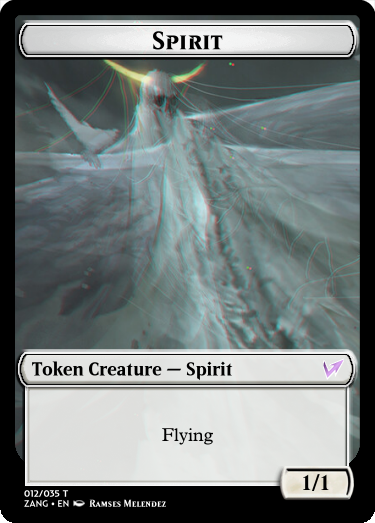 Spirit
Token Creature — Spirit
Flying
1/1
012/035 T
ZANG • EN Ramses Melendez